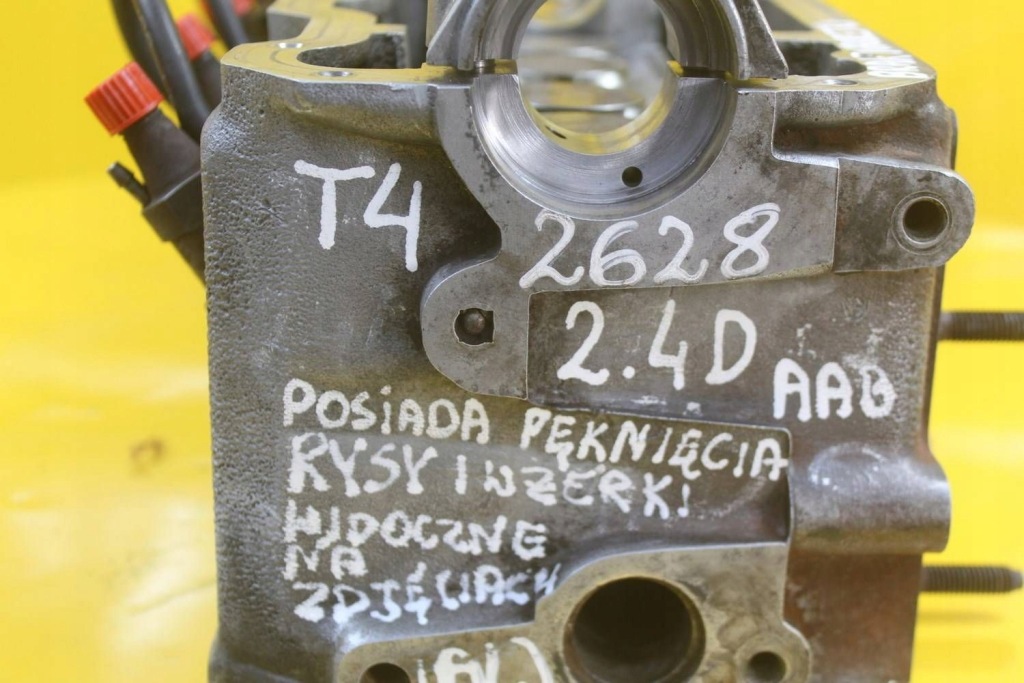 T4
2628
2.4D
AAB
POSIADA PĘKNIĘCIA
RYSY I WŻERKI
WIDOCZNE
NA
ZDJĘCIACH